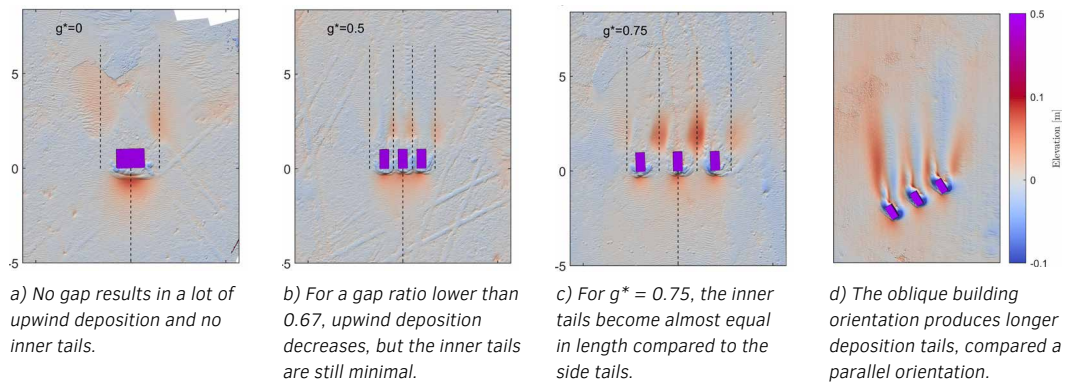 g*=0
5
0
-5
g*=0.5
5
0
-5
g*=0.75
5
0
-5
0.5
0.1
0
-0.1
Elevation [m]
a) No gap results in a lot of
upwind deposition and no
inner tails.
b) For a gap ratio lower than
0.67, upwind deposition
decreases, but the inner tails
are still minimal.
c) For g* = 0.75, the inner
tails become almost equal
in length compared to the
side tails.
d) The oblique building
orientation produces longer
deposition tails, compared a
parallel orientation.